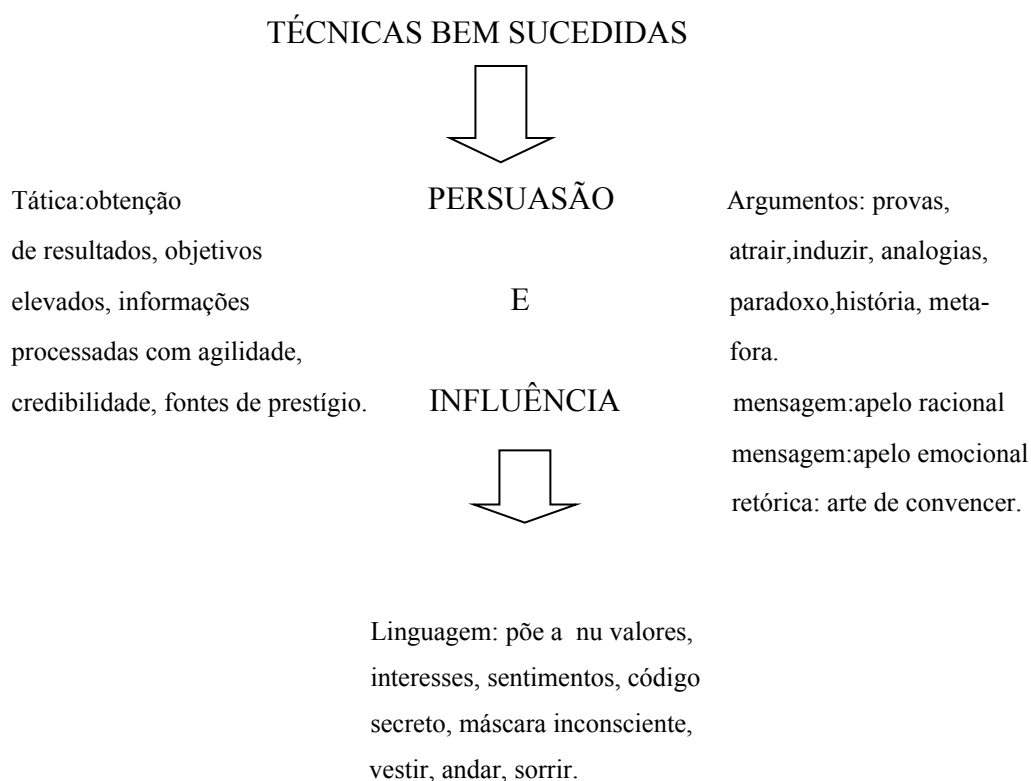 TÉCNICAS BEM SUCEDIDAS
Tática:obtenção
de resultados, objetivos
elevados, informações
processadas com agilidade,
credibilidade, fontes de prestígio.
PERSUASÃO
E
INFLUÊNCIA
Argumentos: provas,
atrair,induzir, analogias,
paradoxo,história, meta-
fora.
mensagem:apelo racional
mensagem:apelo emocional
retórica: arte de convencer.
Linguagem: põe a nu valores,
interesses, sentimentos, código
secreto, máscara inconsciente,
vestir, andar, sorrir.